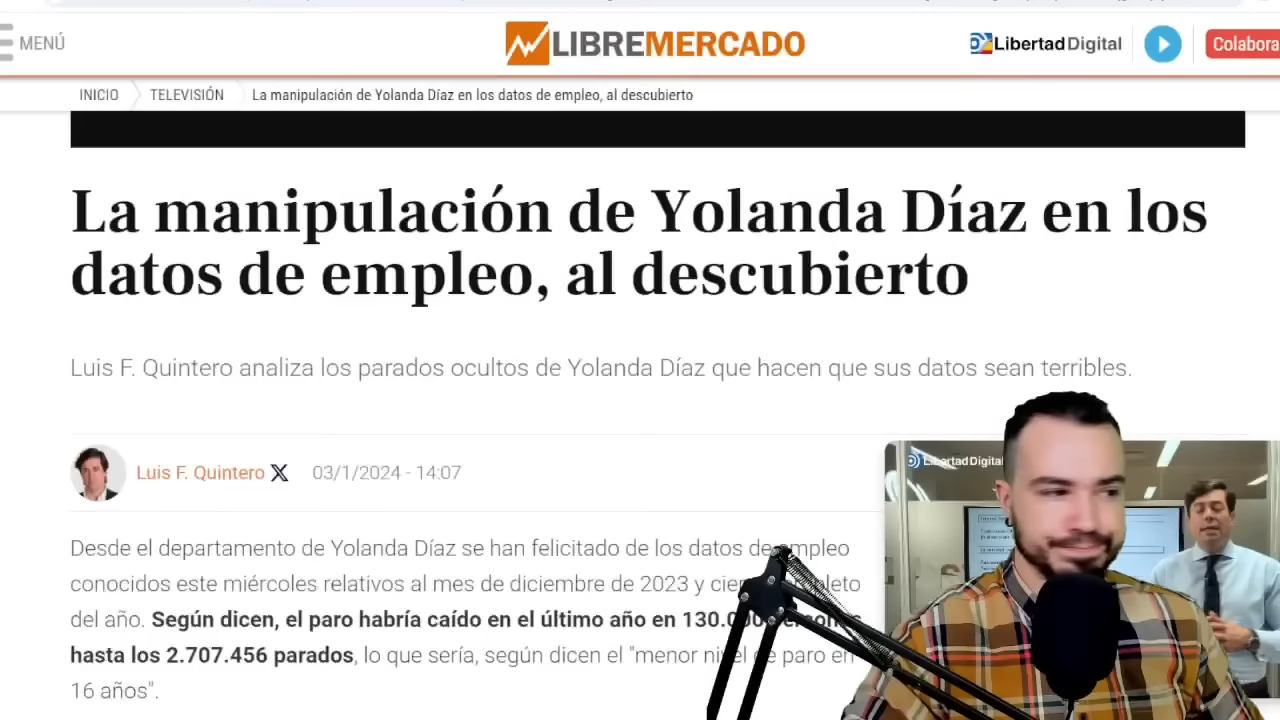 MENÚ
LIBREMERCADO
Libertad Digital
Colabora
INICIO
TELEVISIÓN
La manipulación de Yolanda Díaz en los datos de empleo, al descubierto
La manipulación de Yolanda Díaz en los
datos de empleo, al descubierto
Luis F. Quintero analiza los parados ocultos de Yolanda Díaz que hacen que sus datos sean terribles.
Luis F. Quintero
03/1/2024 - 14:07
Libertad Digital
Desde el departamento de Yolanda Díaz se han felicitado de los datos de empleo
conocidos este miércoles relativos al mes de diciembre de 2023 y
del año. Según dicen, el paro habría caído en el último año en
hasta los 2.707.456 parados, lo que sería, según dicen el "menor nivel de paro en
16 años".